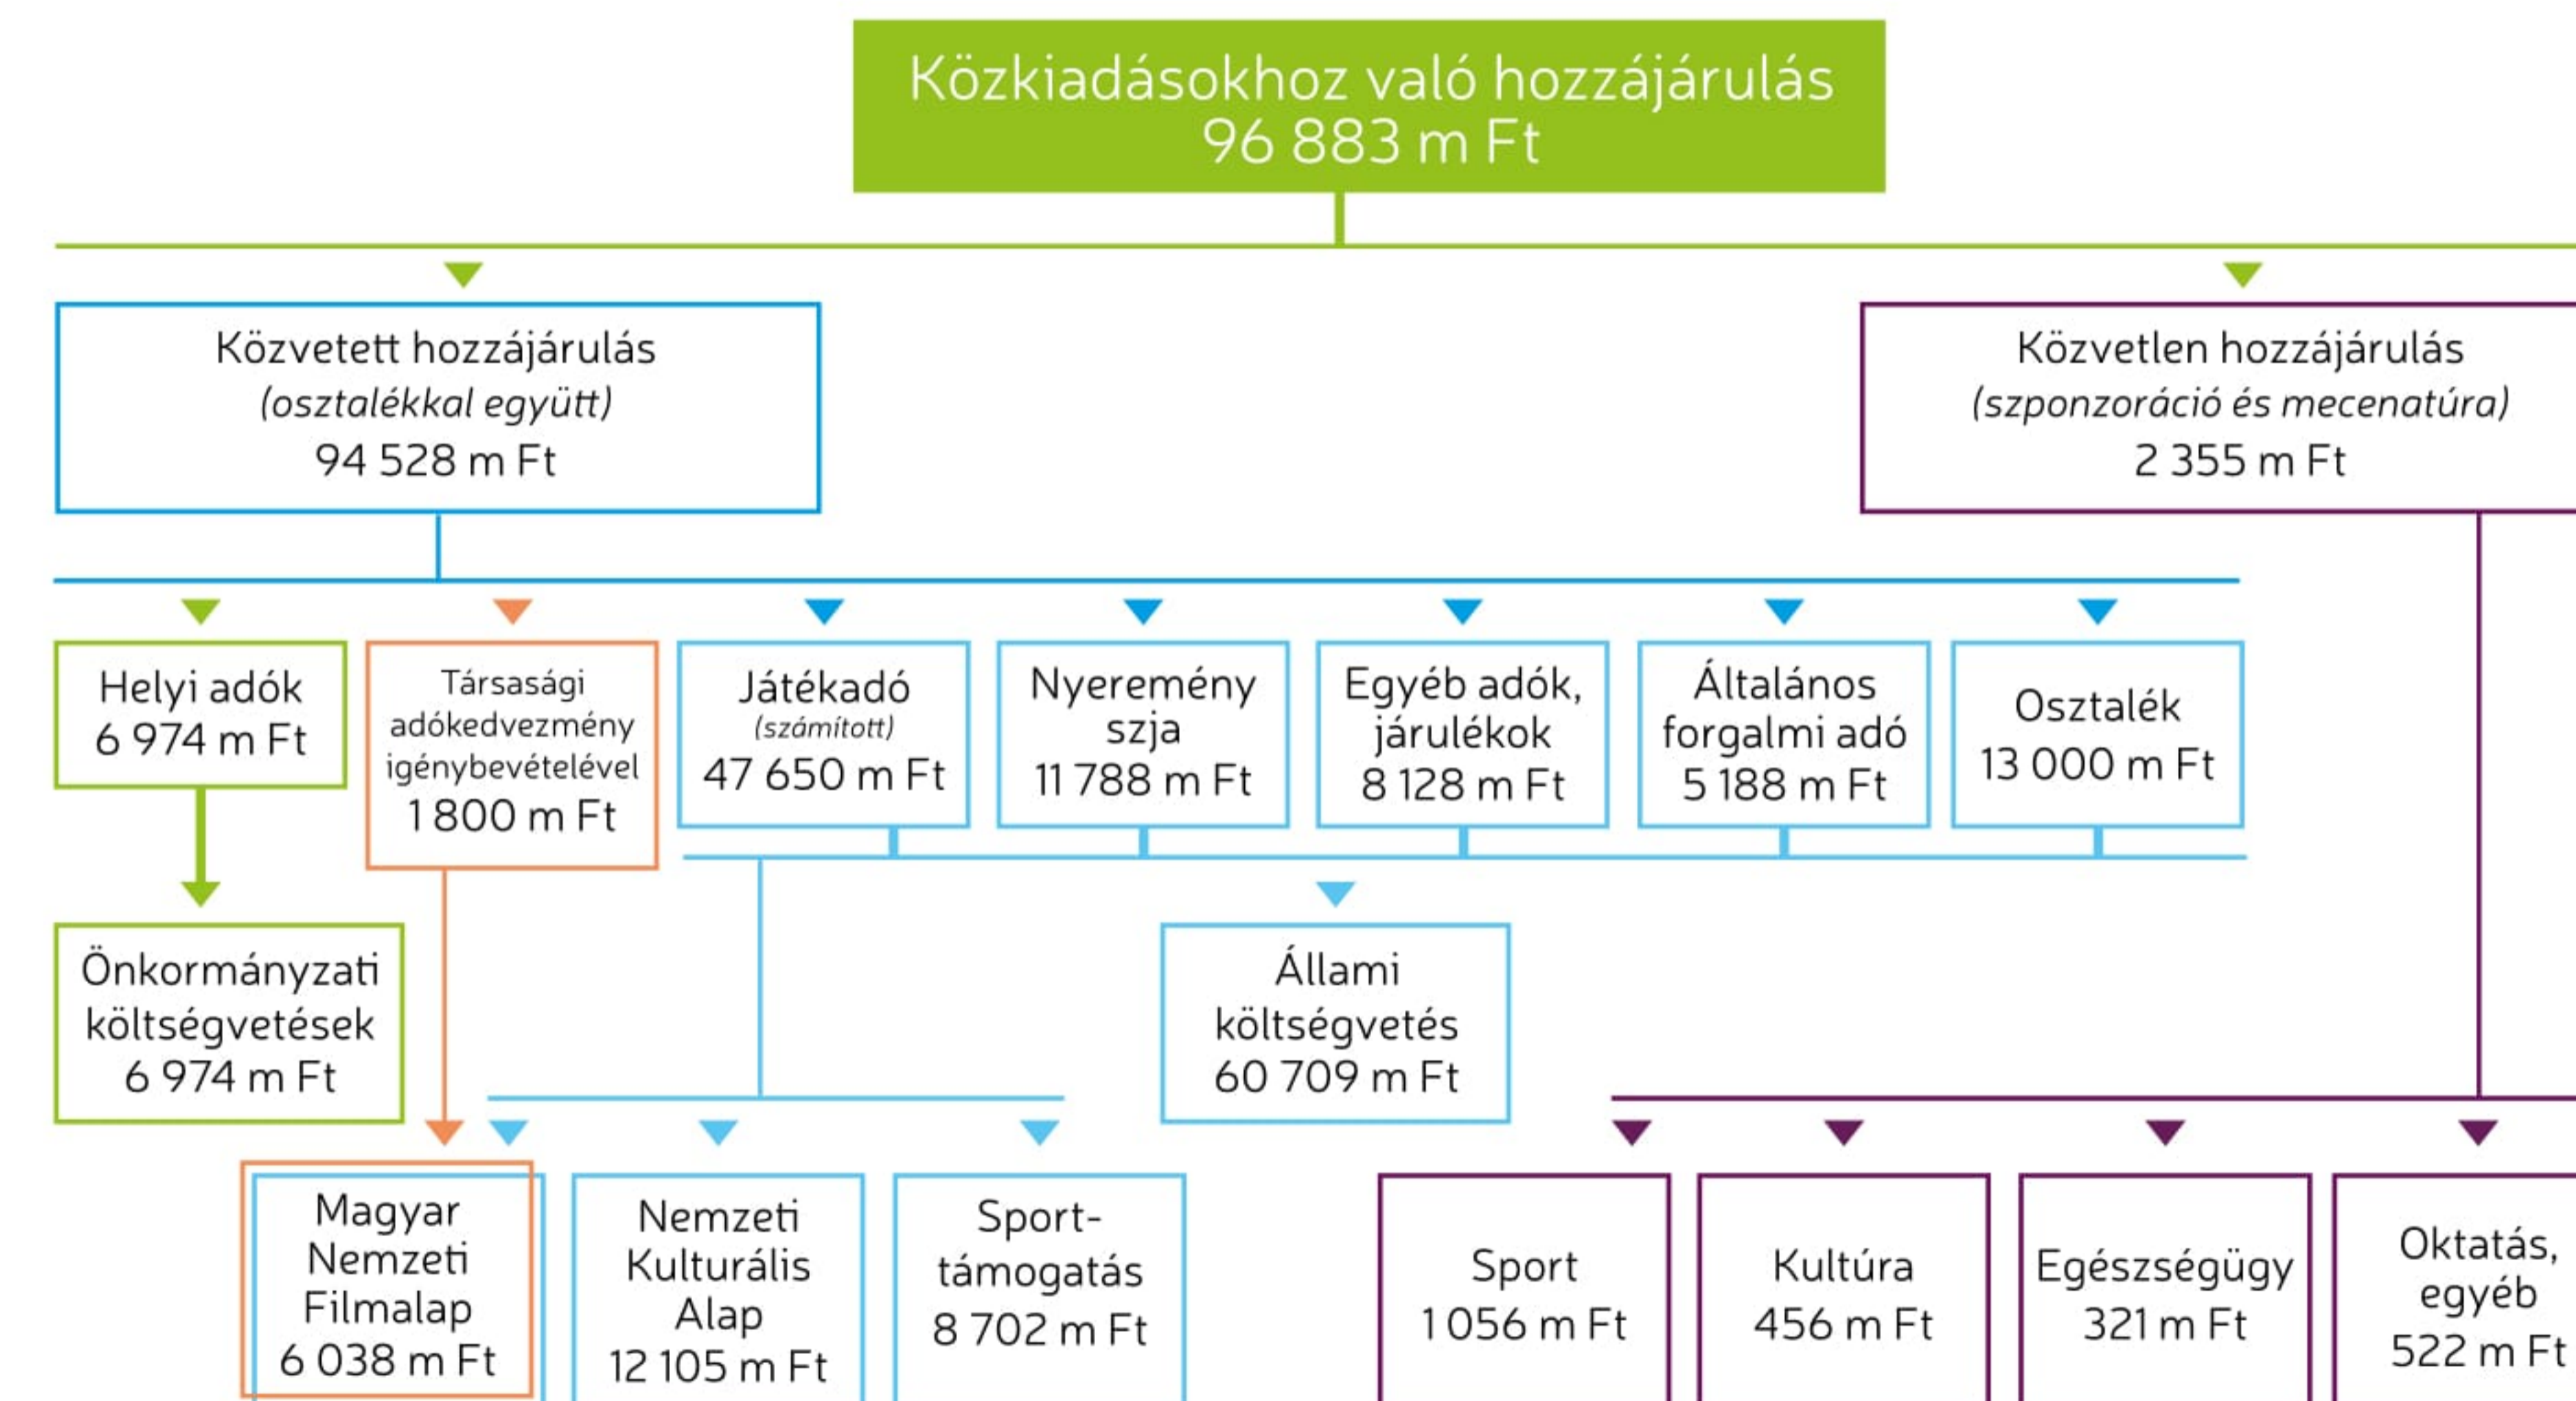 Közkiadásokhoz való hozzájárulás
96 883 m Ft
Közvetett hozzájárulás
(osztalékkal együtt)
94 528 m Ft
Közvetlen hozzájárulás
(szponzoráció és mecenatúra)
2 355 m Ft
Helyi adók
6 974 m Ft
Társasági
adókedvezmény
igénybevételével
1 800 m Ft
Játékadó
(számított)
47 650 m Ft
Nyeremény
szja
11 788 m Ft
Egyéb adók,
járulékok
8 128 m Ft
Általános
forgalmi adó
5 188 m Ft
Osztalék
13 000 m Ft
Önkormányzati
költségvetések
6 974 m Ft
Állami
költségvetés
60 709 m Ft
Magyar
Nemzeti
Filmalap
6 038 m Ft
Nemzeti
Kulturális
Alap
12 105 m Ft
Sport-
támogatás
8 702 m Ft
Sport
1 056 m Ft
Kultúra
456 m Ft
Egészségügy
321 m Ft
Oktatás,
egyéb
522 m Ft